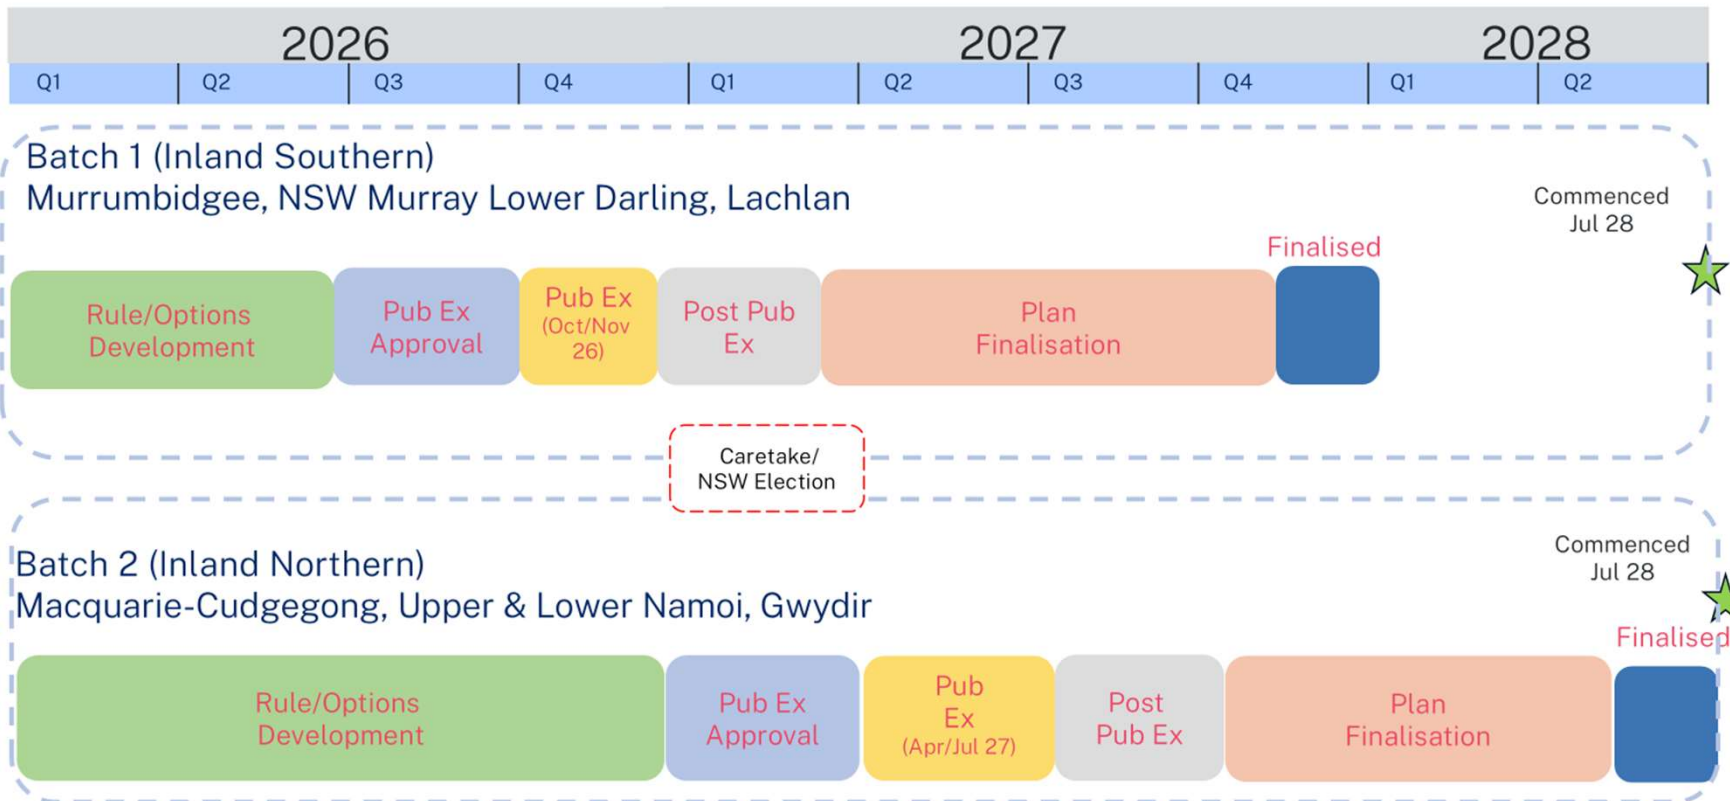 2026 2027 2028
Q1 Q2 Q3 Q4 Q1 Q2 Q3 Q4 Q1 Q2
Batch 1 (Inland Southern)
Murrumbidgee, NSW Murray Lower Darling, Lachlan
Commenced
Jul 28
Finalised
Rule/Options
Development
Pub Ex
Approval
Pub Ex
(Oct/Nov
26)
Post Pub
Ex
Plan
Finalisation
Caretake/
NSW Election
Batch 2 (Inland Northern)
Macquarie-Cudgegong, Upper & Lower Namoi, Gwydir
Commenced
Jul 28
Finalised
Rule/Options
Development
Pub Ex
Approval
Pub
Ex
(Apr/Jul 27)
Post
Pub Ex
Plan
Finalisation